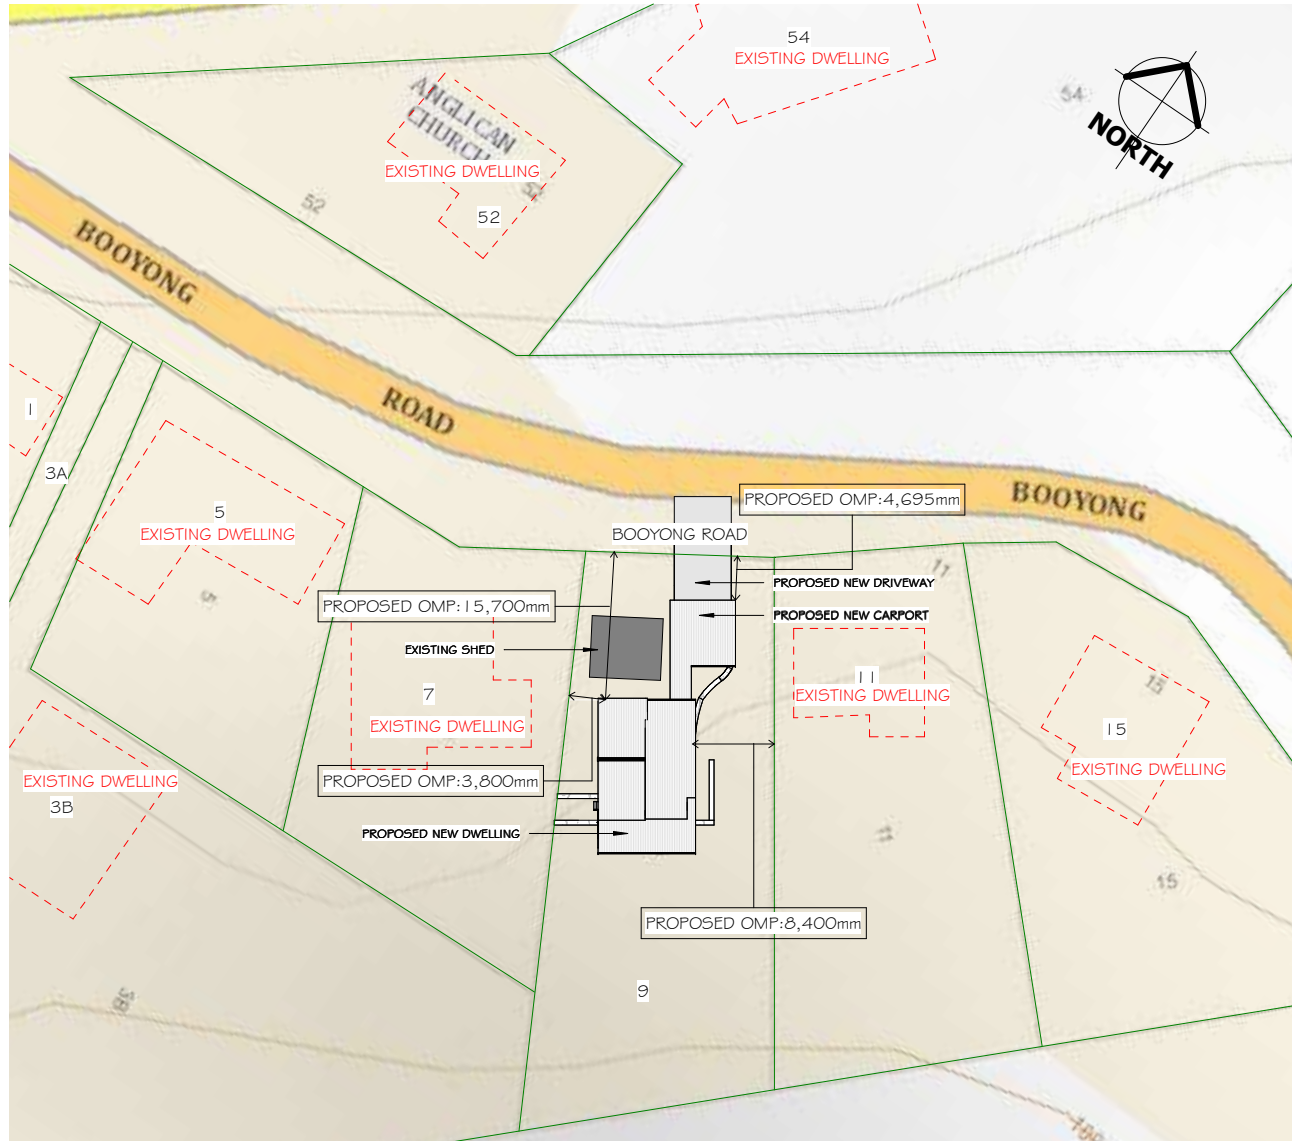 54
EXISTING DWELLING
54
NORTH
ANGLICAN
CHURCH
EXISTING DWELLING
52
52
52
BOOYONG
ROAD
BOOYONG
1
3A
5
EXISTING DWELLING
5
PROPOSED OMP:4,695mm
BOOYONG ROAD
PROPOSED NEW DRIVEWAY
11
PROPOSED OMP:15,700mm
PROPOSED NEW CARPORT
EXISTING SHED
7
EXISTING DWELLING
11
EXISTING DWELLING
15
15
EXISTING DWELLING
EXISTING DWELLING
3B
PROPOSED OMP:3,800mm
PROPOSED NEW DWELLING
11
15
PROPOSED OMP:8,400mm
9
3B